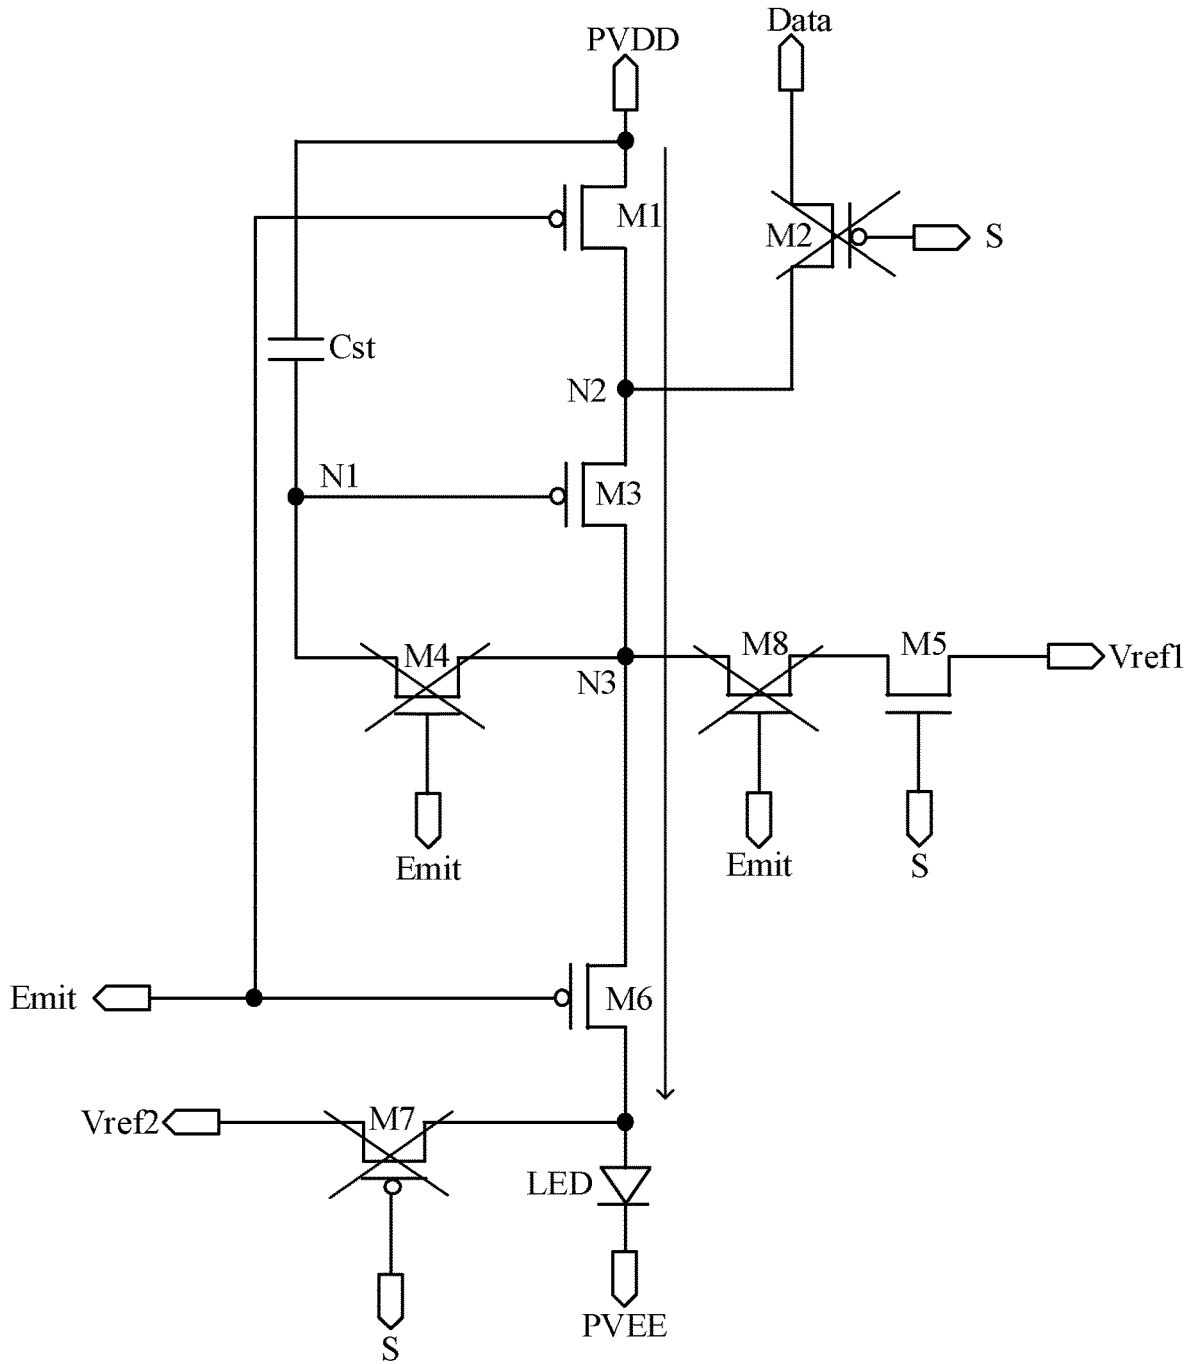 Data
PVDD
M1
M2
S
Cst
N2
N1
M3
M4
M8
M5
Vref1
N3
Emit
Emit
S
Emit
M6
Vref2
M7
LED
PVEE
S